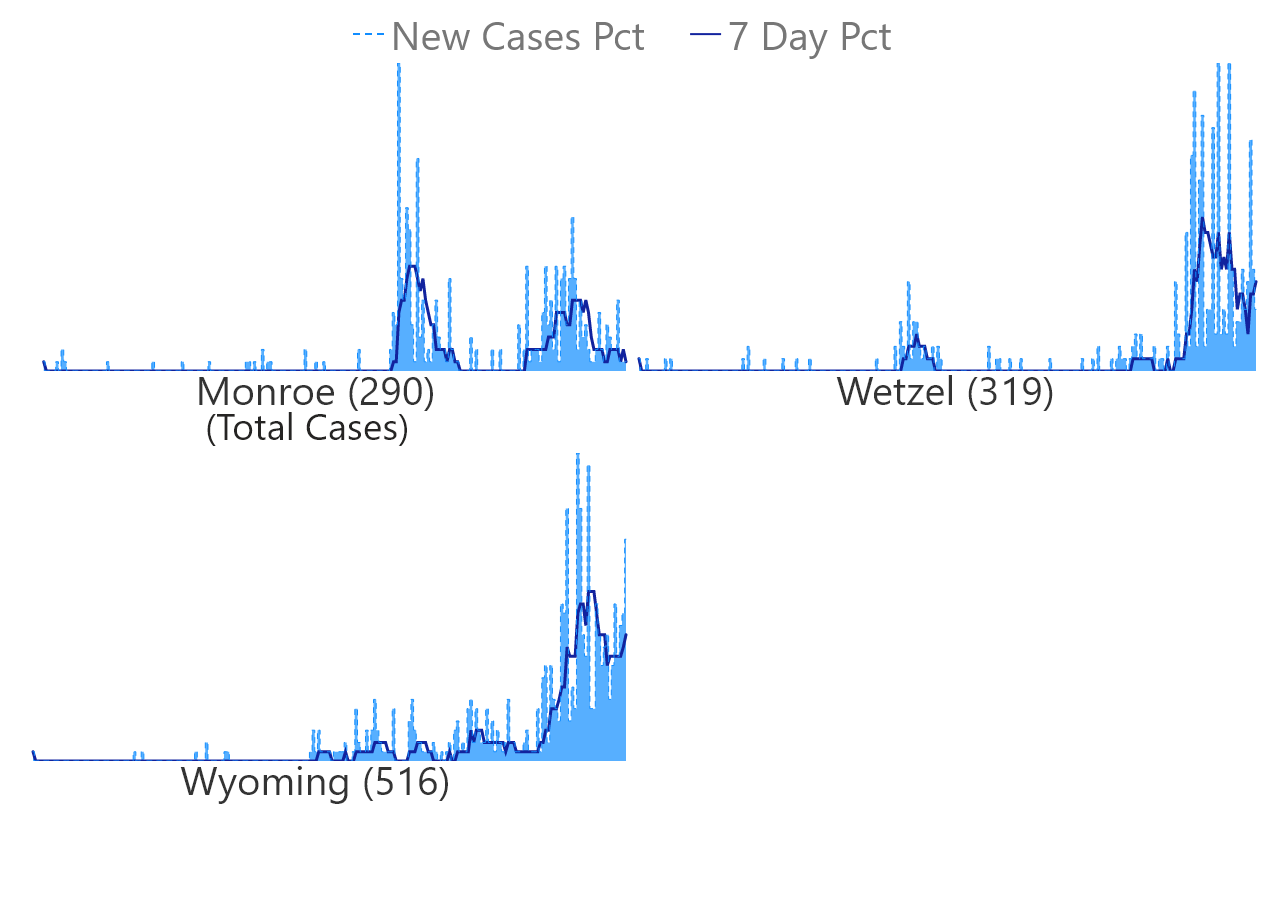 New Cases Pct 7 Day Pct
Monroe (290) Wetzel (319)
(Total Cases)
Wyoming (516)